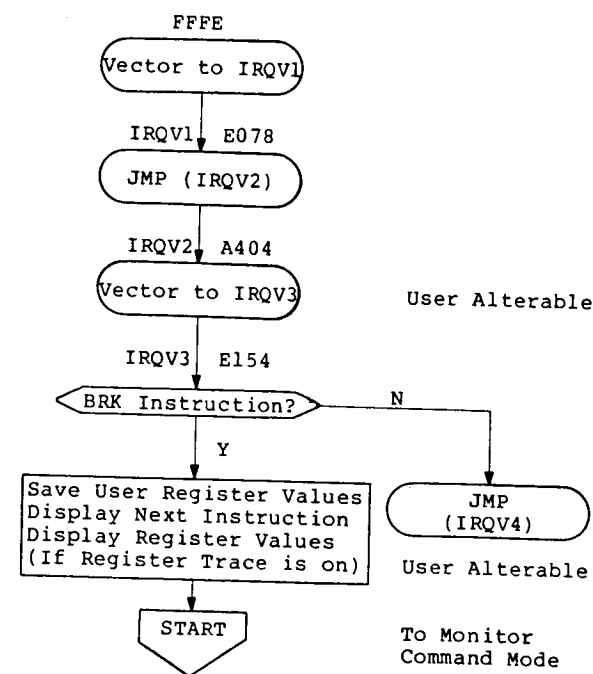 FFFE
Vector to IRQV1
IRQV1 E078
JMP (IRQV2)
IRQV2 A404
Vector to IRQV3
User Alterable
IRQV3 E154
BRK Instruction?
N
Y
Save User Register Values
Display Next Instruction
Display Register Values
(If Register Trace is on)
JMP
(IRQV4)
User Alterable
START
To Monitor
Command Mode